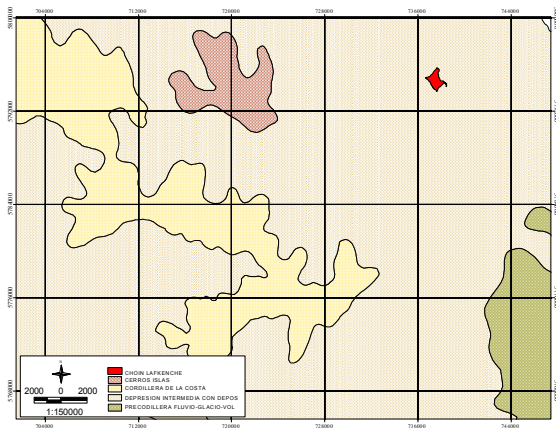 704000 712000 720000 728000 736000 744000
5800000
5792000
5784000
5776000
5768000
N
CHOIN LAFKENCHE
CERROS ISLAS
CORDILLERA DE LA COSTA
DEPRESION INTERMEDIA CON DEPOS
PRECODILLERA FLUVIO-GLACIO-VOL
2000 0 2000
1:150000
704000 712000 720000 728000 736000 744000